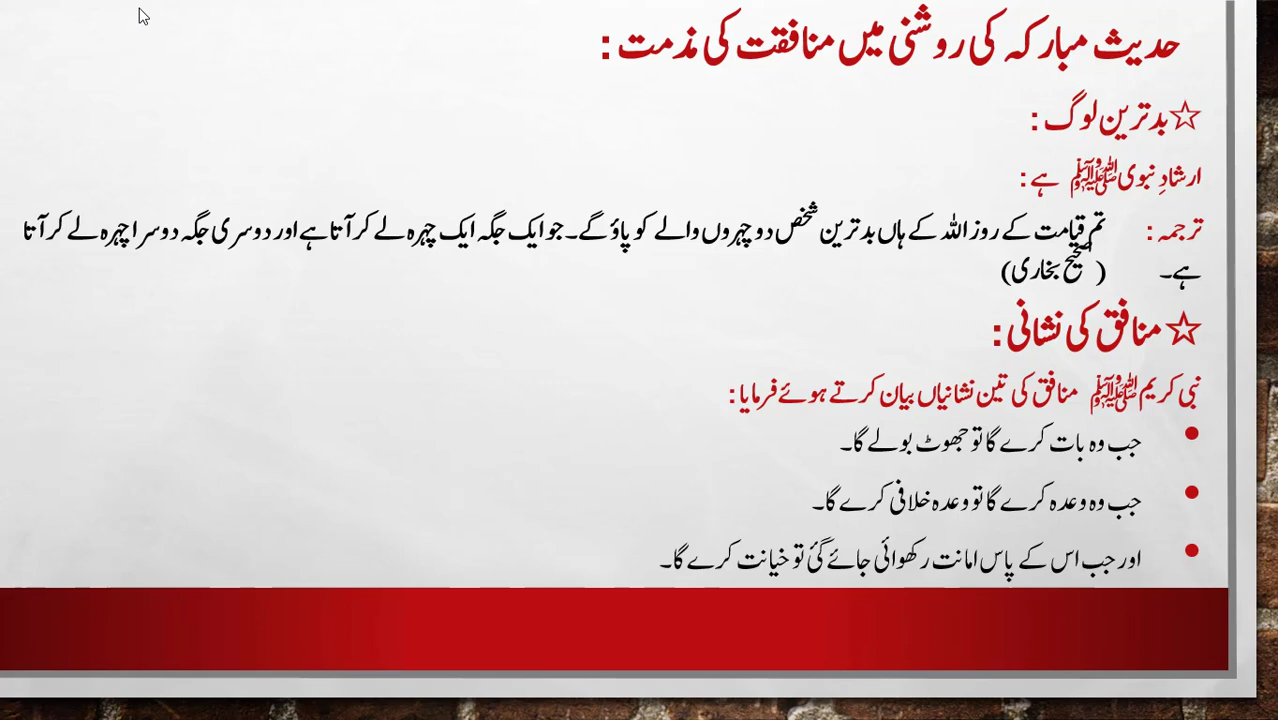 حدیث مبارکہ کی روشنی میں منافقت کی مذمت :
☆بدترین لوگ :
ارشادِ نبویﷺ ہے :
ترجمہ : تم قیامت کے روز اللہ کے ہاں بدترین شخص دو چہروں والے کو پاؤ گے۔ جو ایک جگہ ایک چہرہ لے کر آتا ہے اور دوسری جگہ دوسرا چہرہ لے کر آتا
ہے۔ (صحیح بخاری)
☆ منافق کی نشانی :
نبی کریمﷺ منافق کی تین نشانیاں بیان کرتے ہوئے فرمایا :
• جب وہ بات کرے گا تو جھوٹ بولے گا۔
• جب وہ وعدہ کرے گا تو وعدہ خلافی کرے گا۔
• اور جب اس کے پاس امانت رکھوائی جائے گئ تو خیانت کرے گا۔